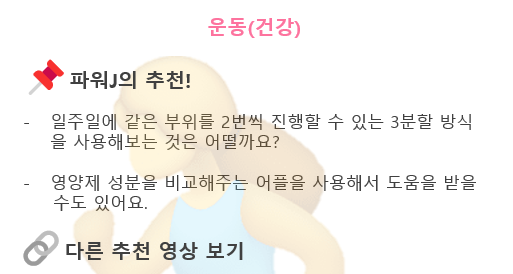 운동(건강)
파워J의 추천!
- 일주일에 같은 부위를 2번씩 진행할 수 있는 3분할 방식
을 사용해보는 것은 어떨까요?
- 영양제 성분을 비교해주는 어플을 사용해서 도움을 받을
수도 있어요.
다른 추천 영상 보기